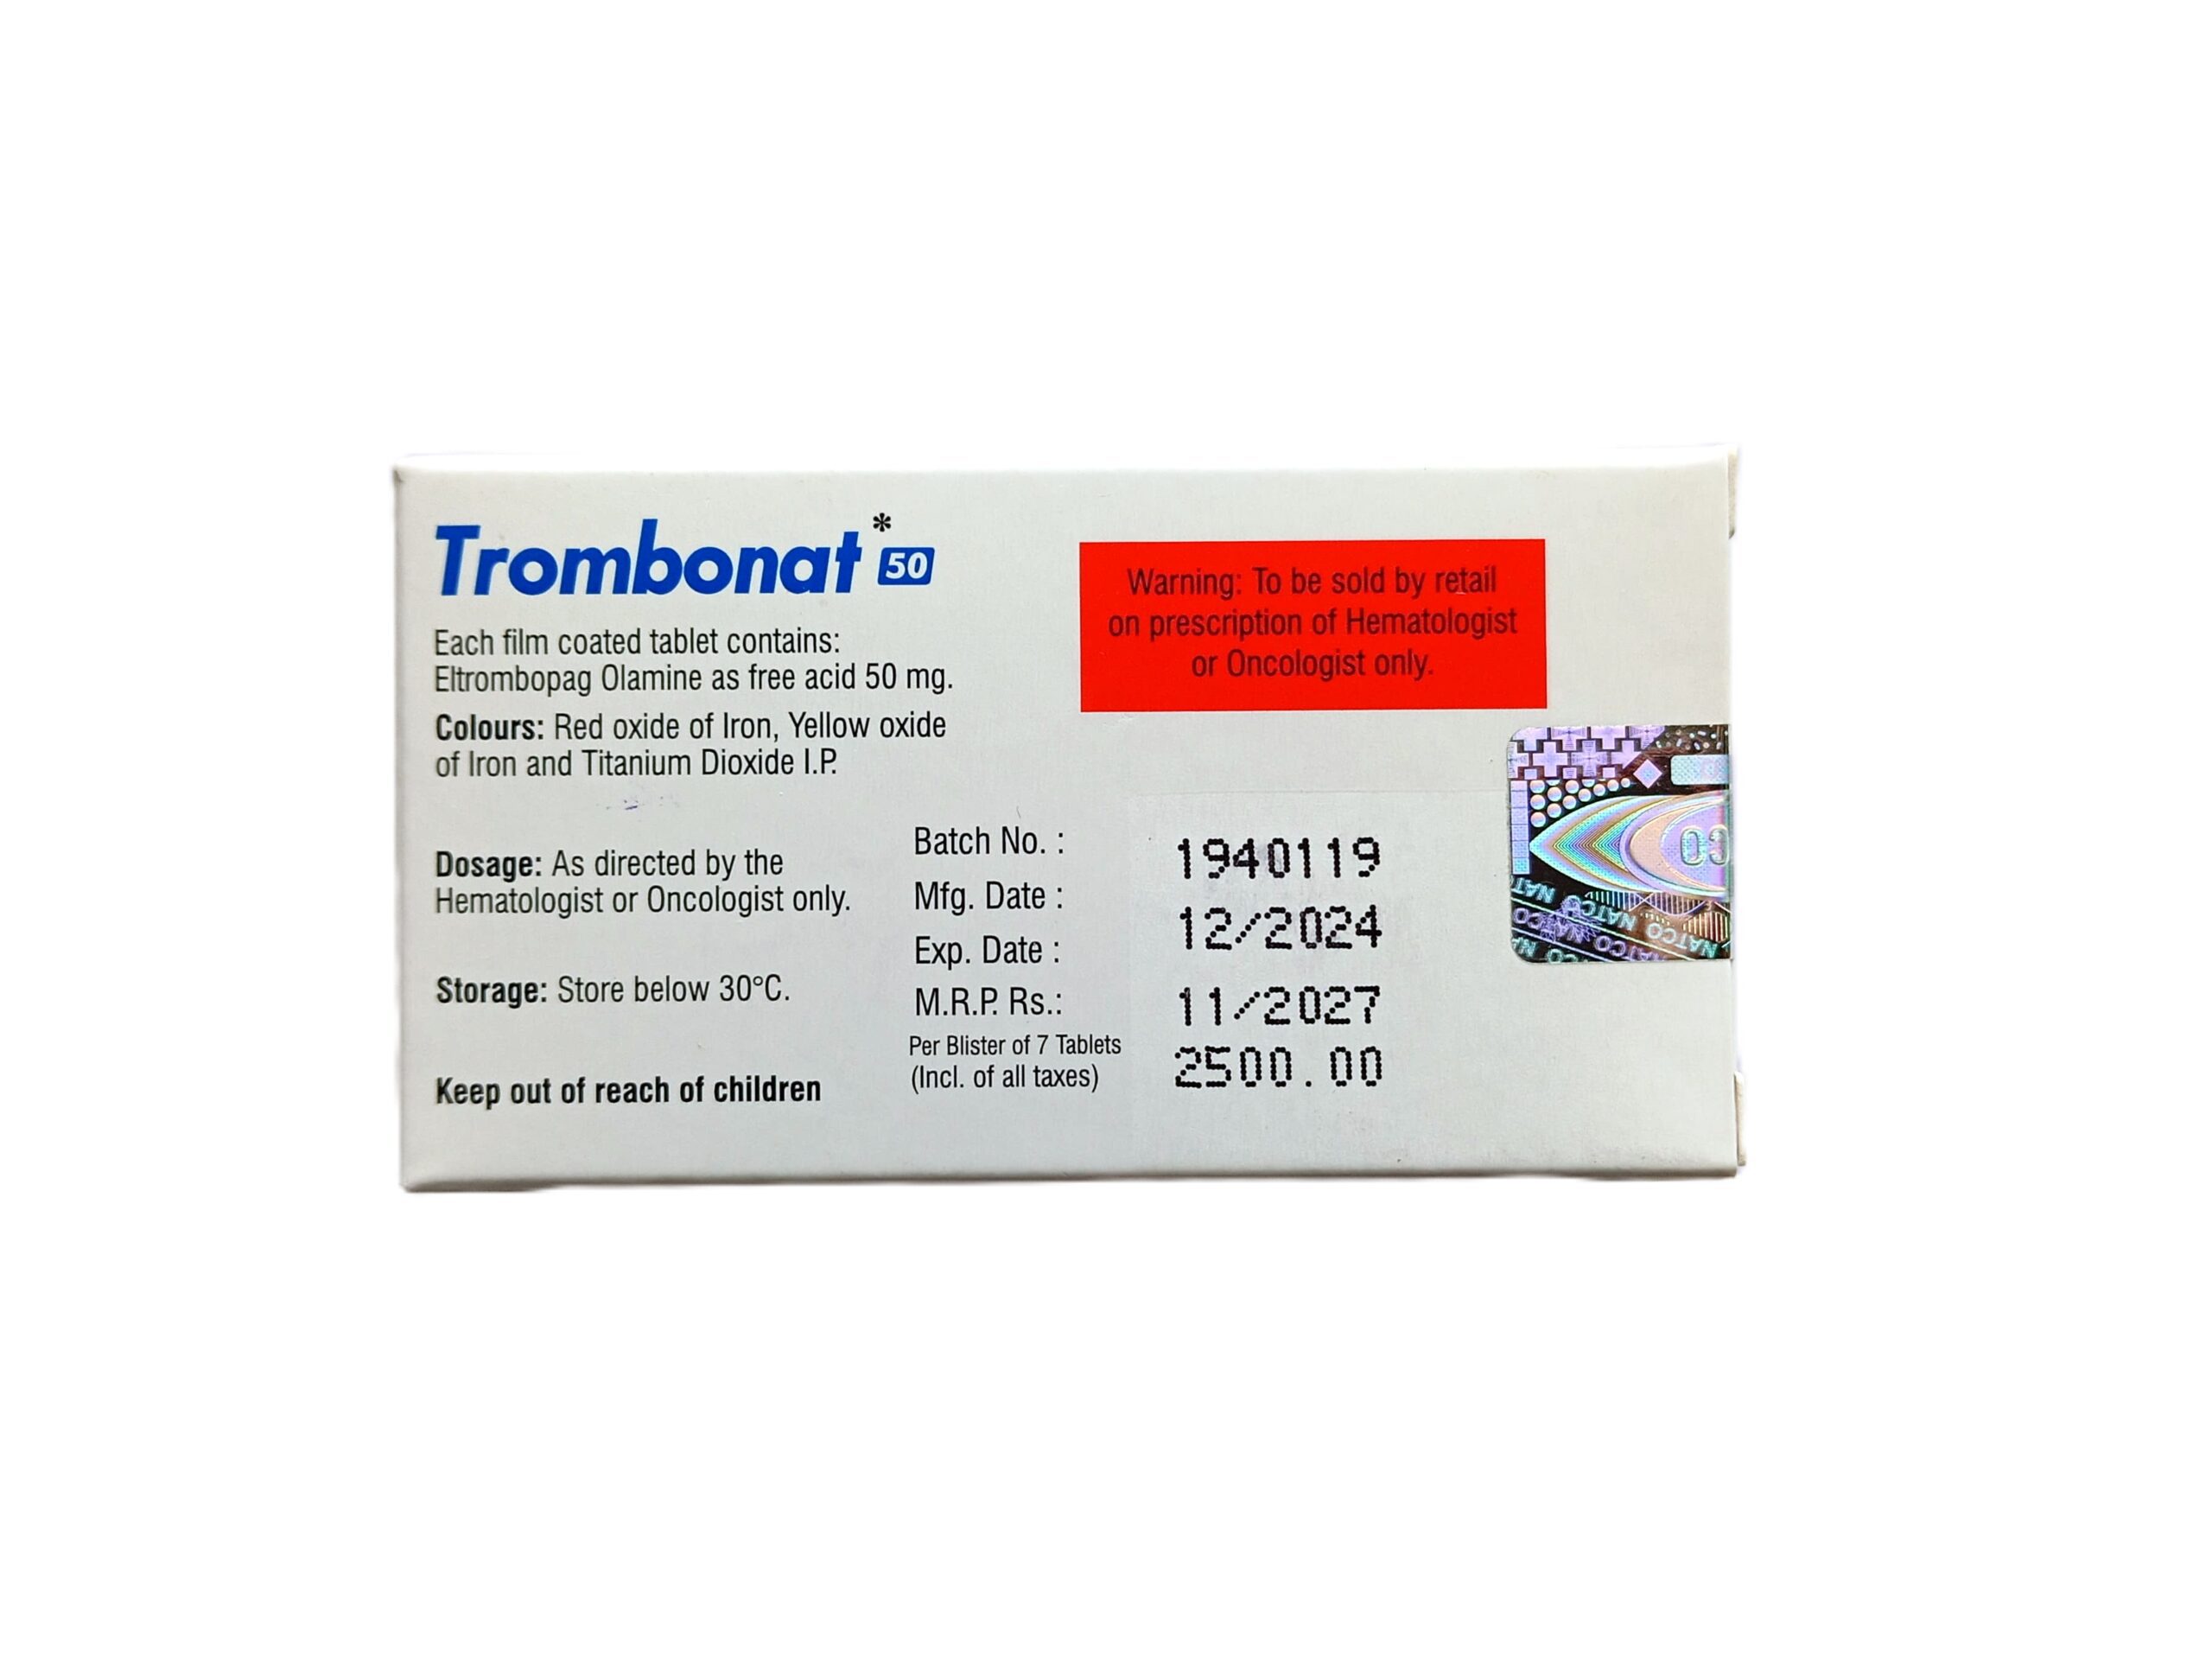 Trombonat* 50
Each film coated tablet contains:
Eltrombopag Olamine as free acid 50 mg.
Colours: Red oxide of Iron, Yellow oxide
of Iron and Titanium Dioxide I.P.
Dosage: As directed by the
Hematologist or Oncologist only.
Storage: Store below 30°C.
Keep out of reach of children
Warning: To be sold by retail
on prescription of Hematologist
or Oncologist only.
Batch No. : 1940119
Mfg. Date : 12/2024
Exp. Date : 11/2027
M.R.P. Rs.: 2500.00
Per Blister of 7 Tablets
(Incl. of all taxes)
CO
NATCO NATCO
NATCO NATCO